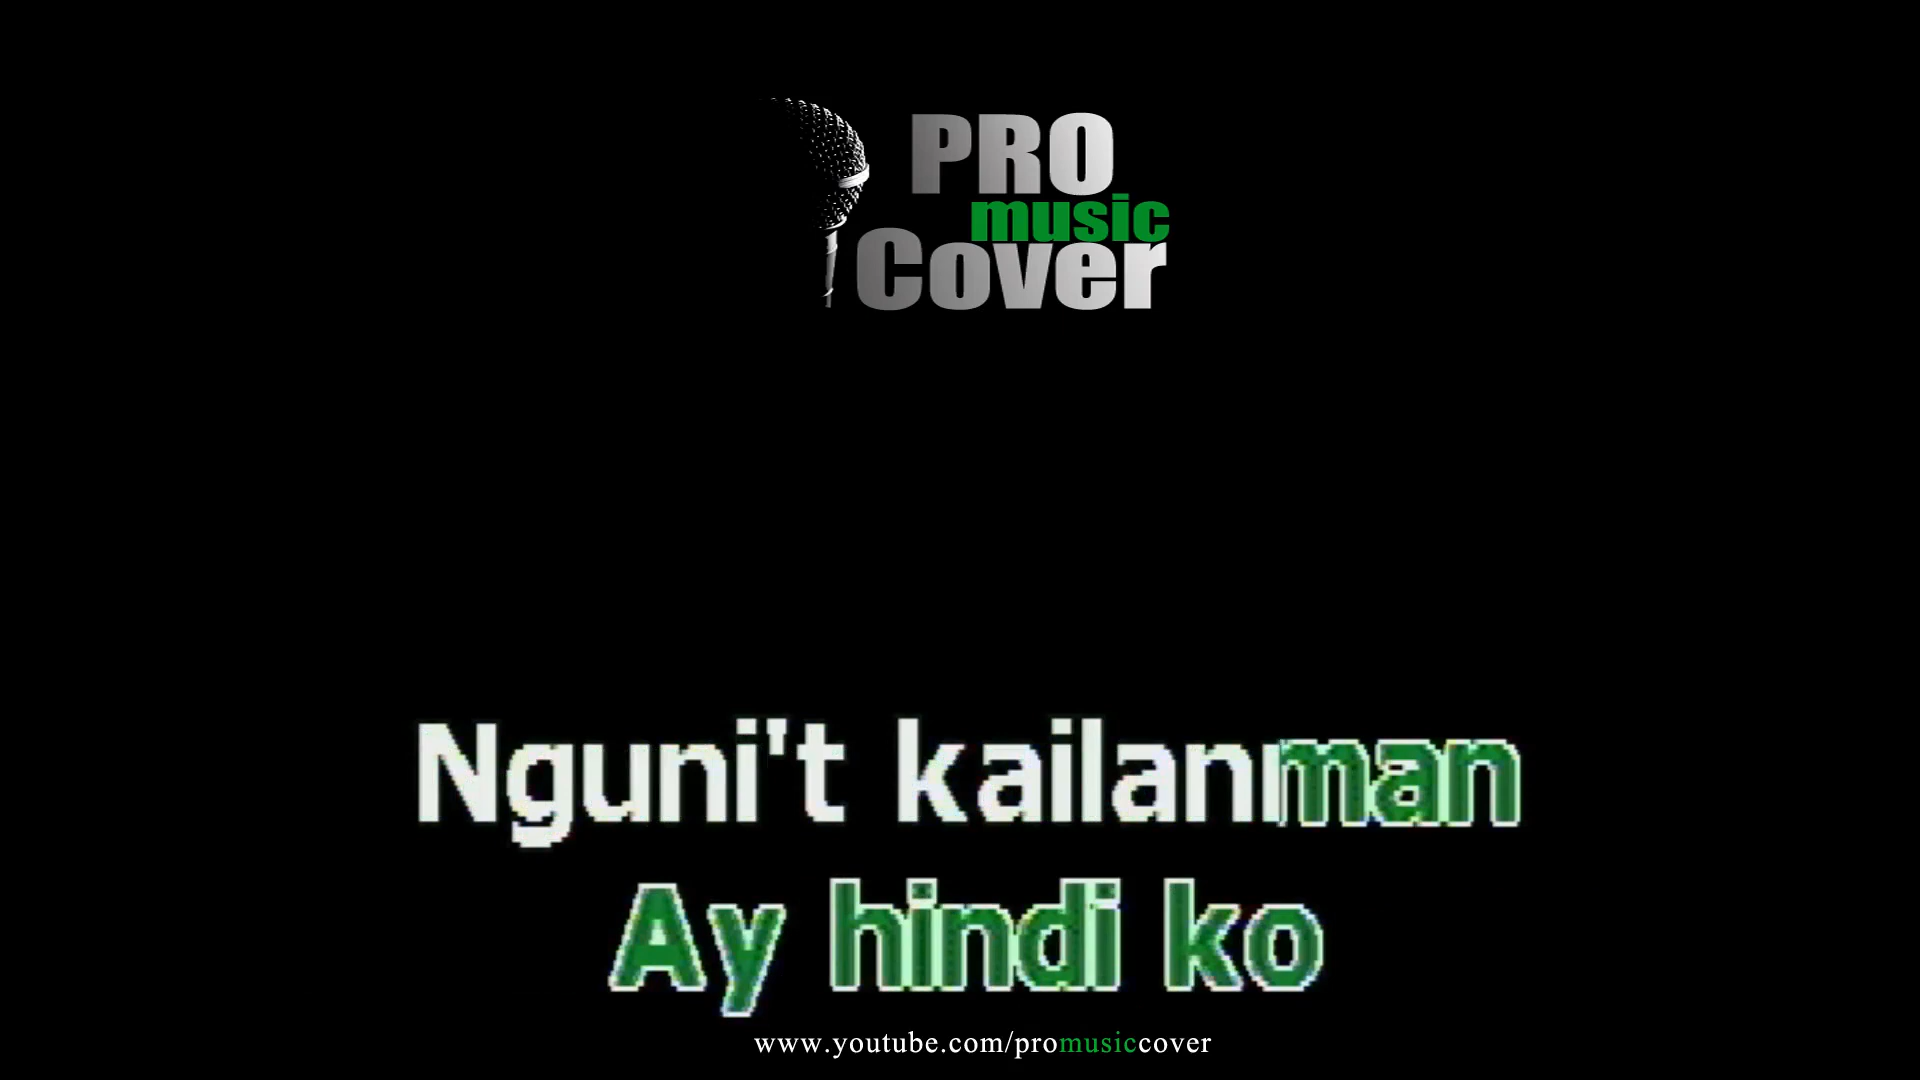 PRO
music
Cover
Nguni't kailanman
Ay hindi ko
www.youtube.com/promusiccover